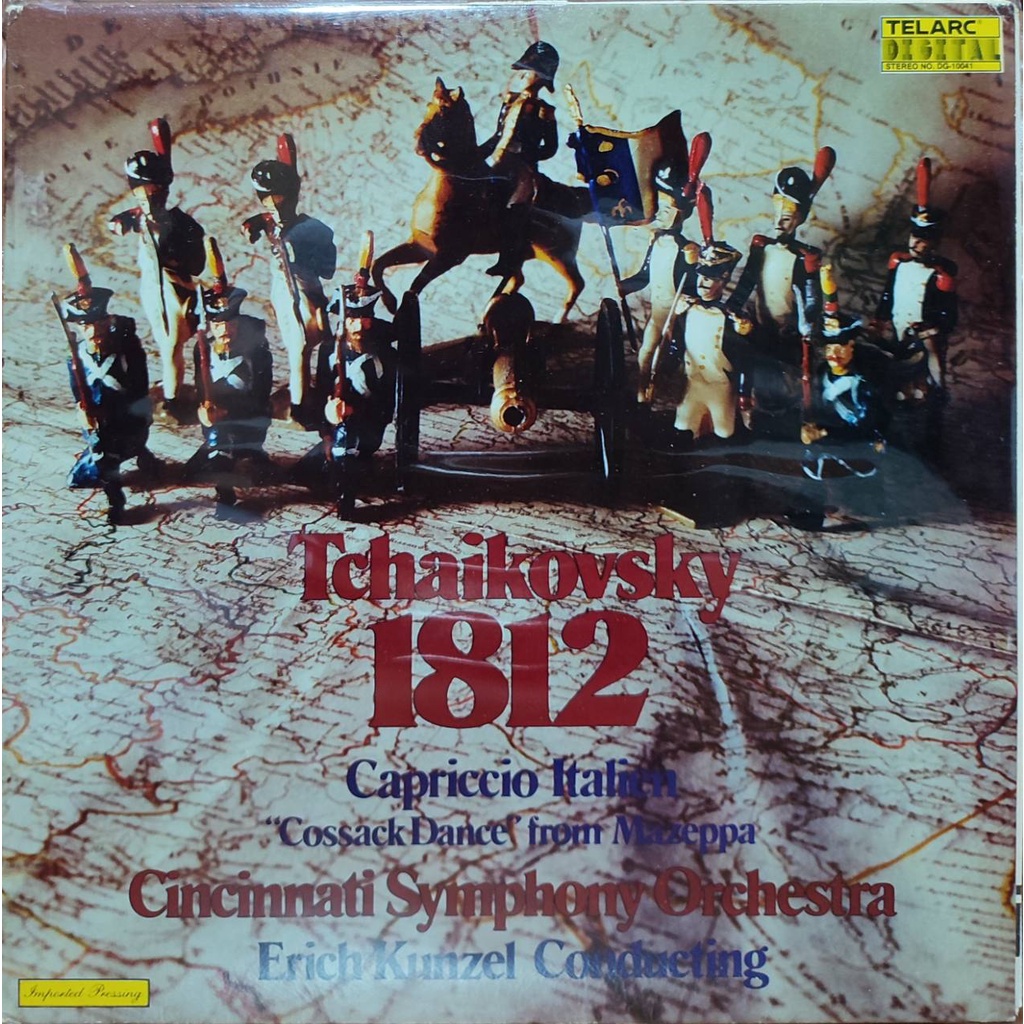 TELARC®
DIGITAL
STEREO NO. DG-10041
Tchaikovsky
1812
Capriccio Italien
"Cossack Dance" from Mazeppa
Cincinnati Symphony Orchestra
Erich Kunzel Conducting
Imported Pressing